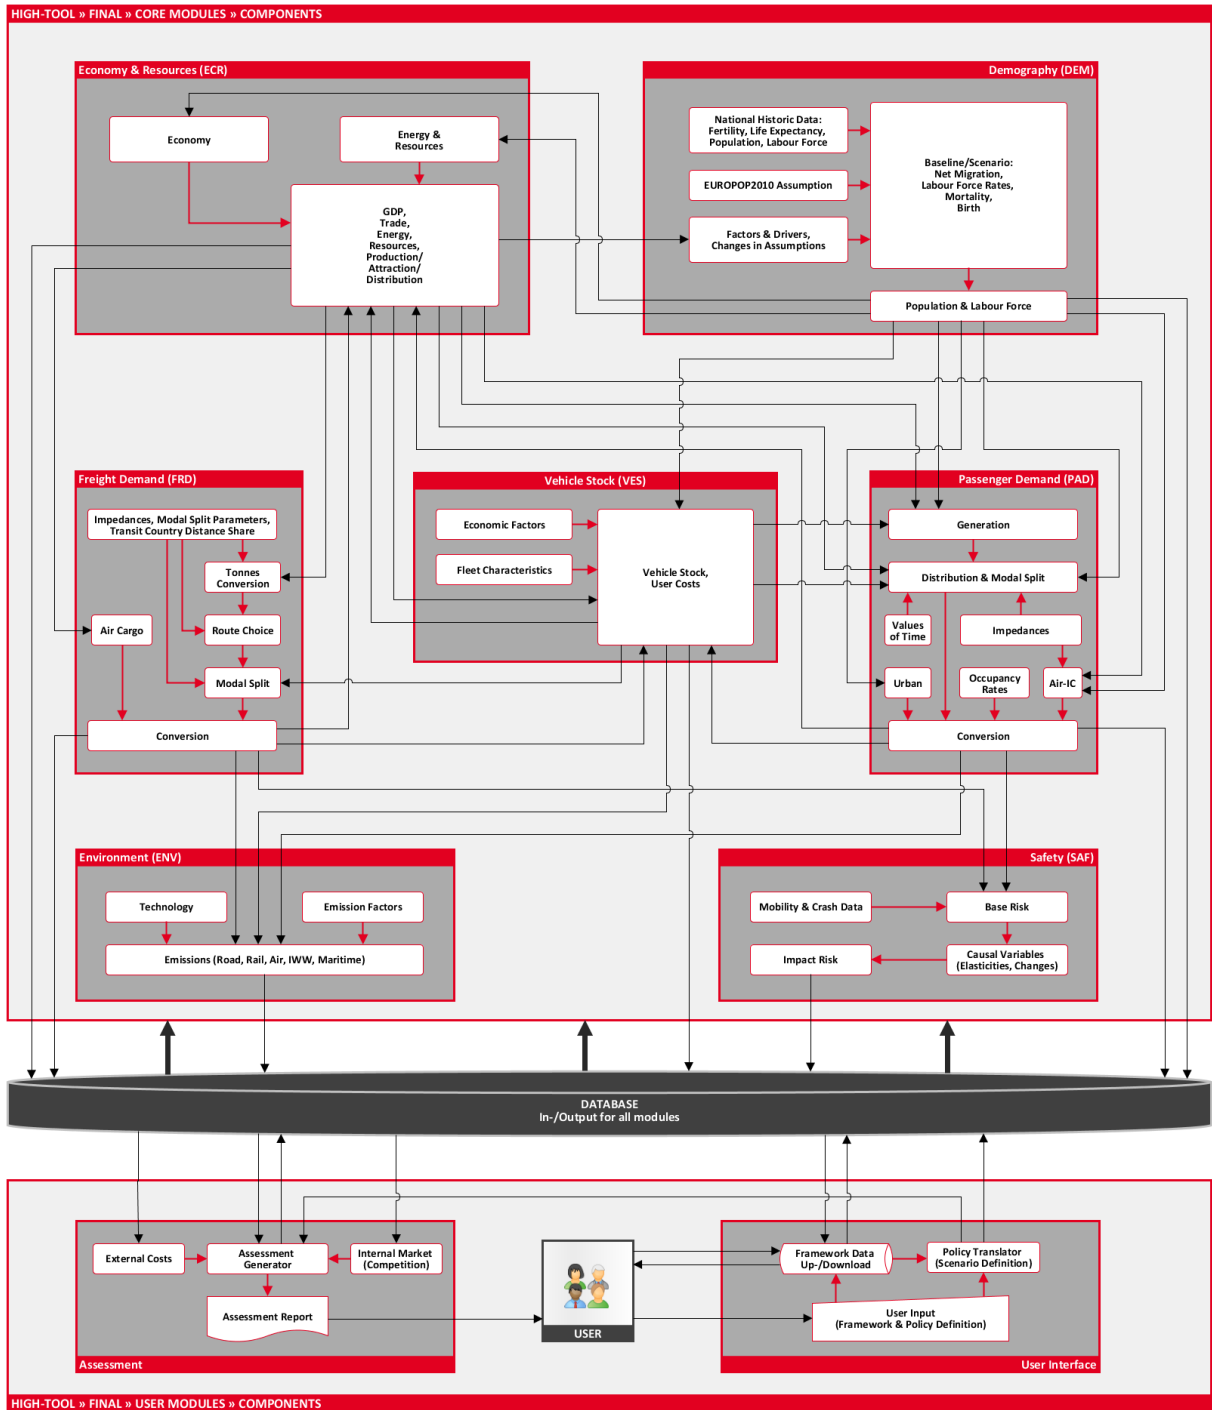 HIGH-TOOL » FINAL » CORE MODULES » COMPONENTS
Economy & Resources (ECR)
Economy
Energy &
Resources
GDP,
Trade,
Energy,
Resources,
Production/
Attraction/
Distribution
Demography (DEM)
National Historic Data:
Fertility, Life Expectancy,
Population, Labour Force
EUROPOP2010 Assumption
Factors & Drivers,
Changes in Assumptions
Baseline/Scenario:
Net Migration,
Labour Force Rates,
Mortality,
Birth
Population & Labour Force
Freight Demand (FRD)
Impedances, Modal Split Parameters,
Transit Country Distance Share
Tonnes
Conversion
Air Cargo
Route Choice
Modal Split
Conversion
Vehicle Stock (VES)
Economic Factors
Fleet Characteristics
Vehicle Stock,
User Costs
Passenger Demand (PAD)
Generation
Distribution & Modal Split
Values
of Time
Impedances
Urban
Occupancy
Rates
Air-IC
Conversion
Environment (ENV)
Technology
Emission Factors
Emissions (Road, Rail, Air, IWW, Maritime)
Safety (SAF)
Mobility & Crash Data
Base Risk
Impact Risk
Causal Variables
(Elasticities, Changes)
DATABASE
In-/Output for all modules
External Costs
Assessment
Generator
Internal Market
(Competition)
Assessment Report
Assessment
USER
Framework Data
Up-/Download
Policy Translator
(Scenario Definition)
User Input
(Framework & Policy Definition)
User Interface
HIGH-TOOL » FINAL » USER MODULES » COMPONENTS